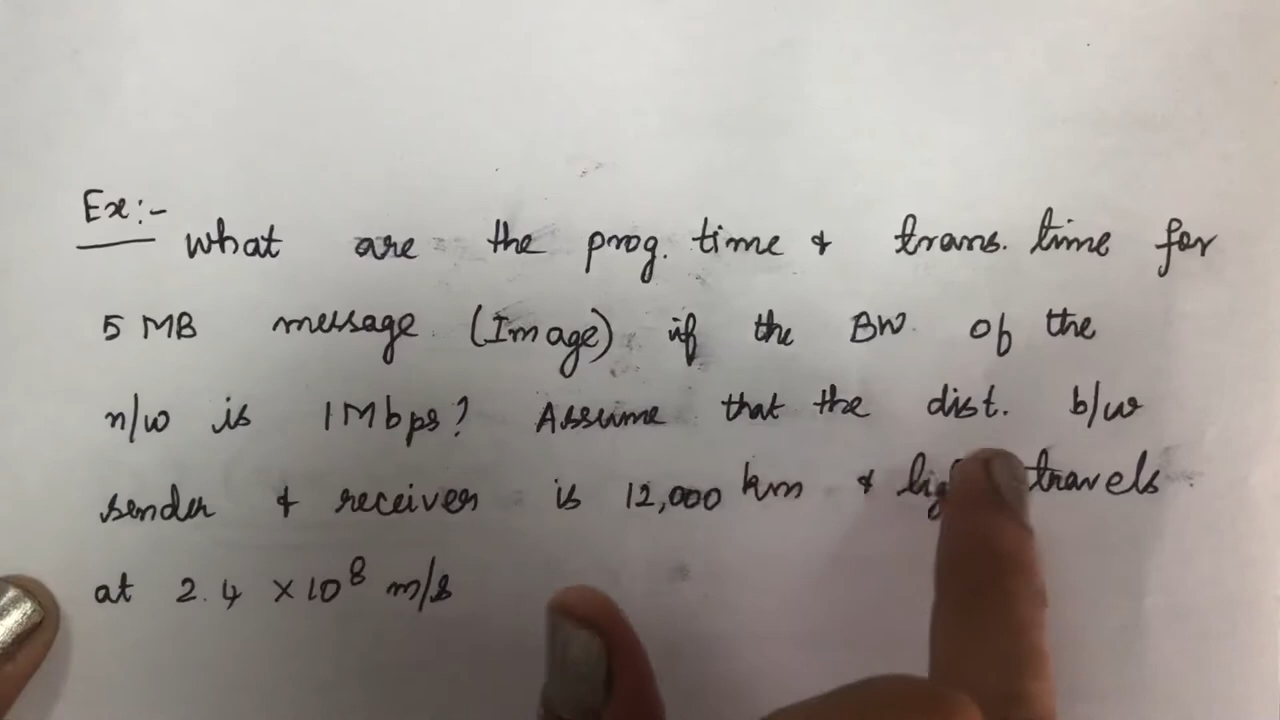 Ex:-
what are the prog. time & trans. time for
5 MB message (Image) if the BW. of the
n/w is 1Mbps? Assume that the dist. b/w
sender & receiver is 12,000 km & travels
at 2.4 ×10⁸ m/s